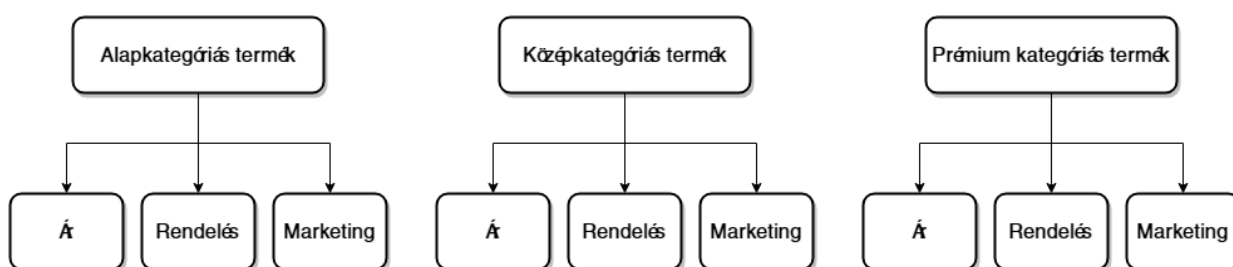 Alapkategóriás termék
Középkategóriás termék
Prémium kategóriás termék
Ár
Rendelés
Marketing
Ár
Rendelés
Marketing
Ár
Rendelés
Marketing